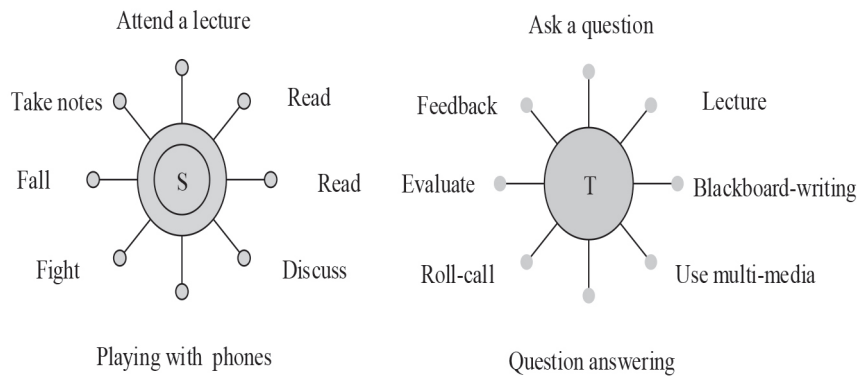 Attend a lecture
Take notes
Read
Fall
S
Read
Fight
Discuss
Playing with phones
Ask a question
Feedback
Lecture
Evaluate
T
Blackboard-writing
Roll-call
Use multi-media
Question answering